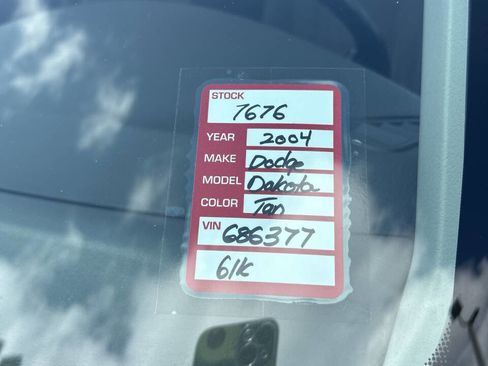 STOCK
7676
YEAR 2004
MAKE Dodge
MODEL Dakota
COLOR Tan
VIN 686377
61k